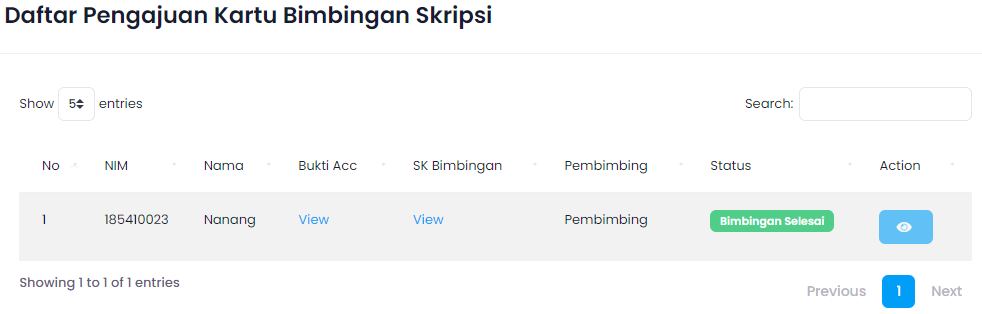 Daftar Pengajuan Kartu Bimbingan Skripsi
Show 5 entries
Search:
No NIM Nama Bukti Acc SK Bimbingan Pembimbing Status Action
1 185410023 Nanang View View Pembimbing Bimbingan Selesai
Showing 1 to 1 of 1 entries
Previous 1 Next